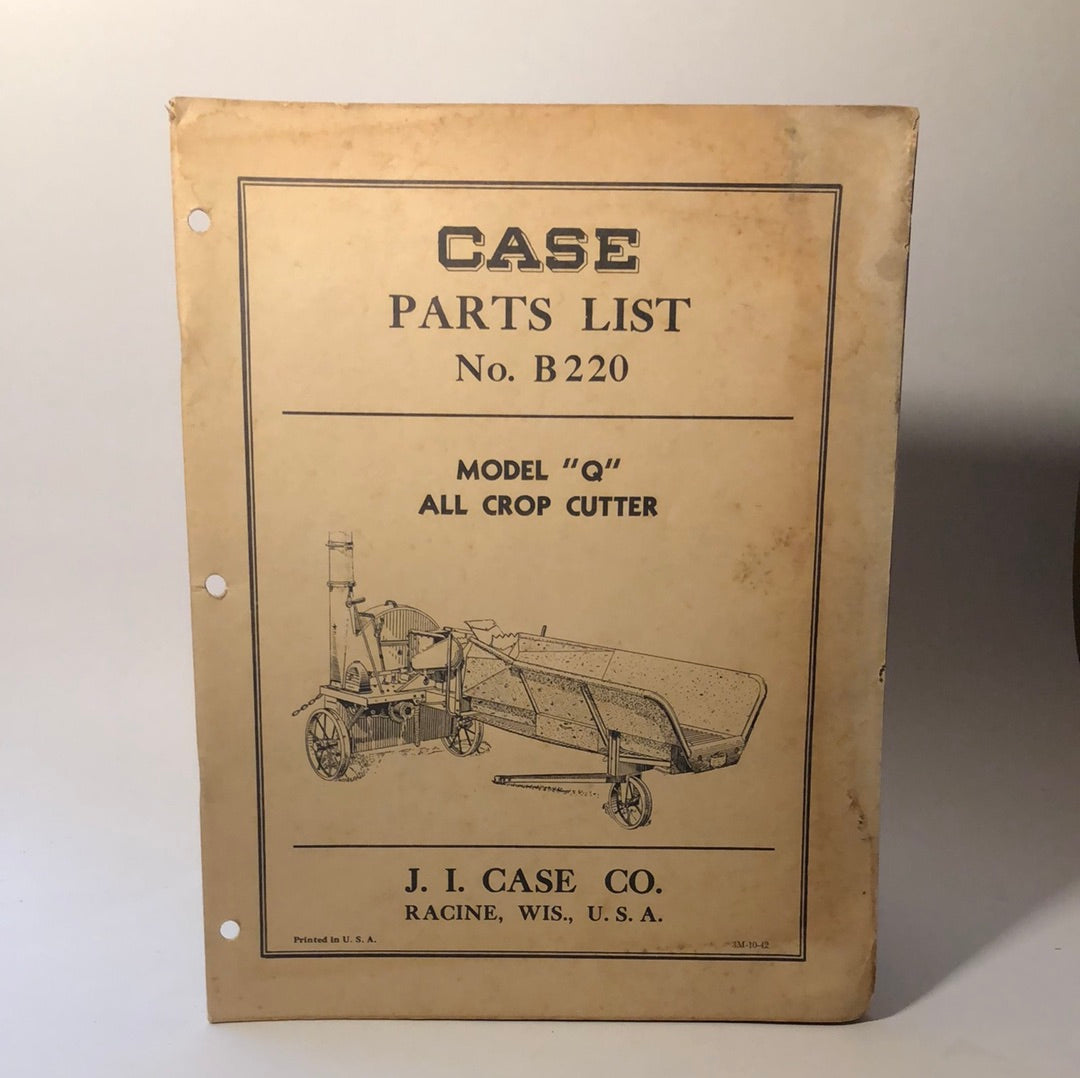 CASE
PARTS LIST
No. B220
MODEL "Q"
ALL CROP CUTTER
J. I. CASE CO.
RACINE, WIS., U. S. A.
Printed in U. S. A.
3M-10-42